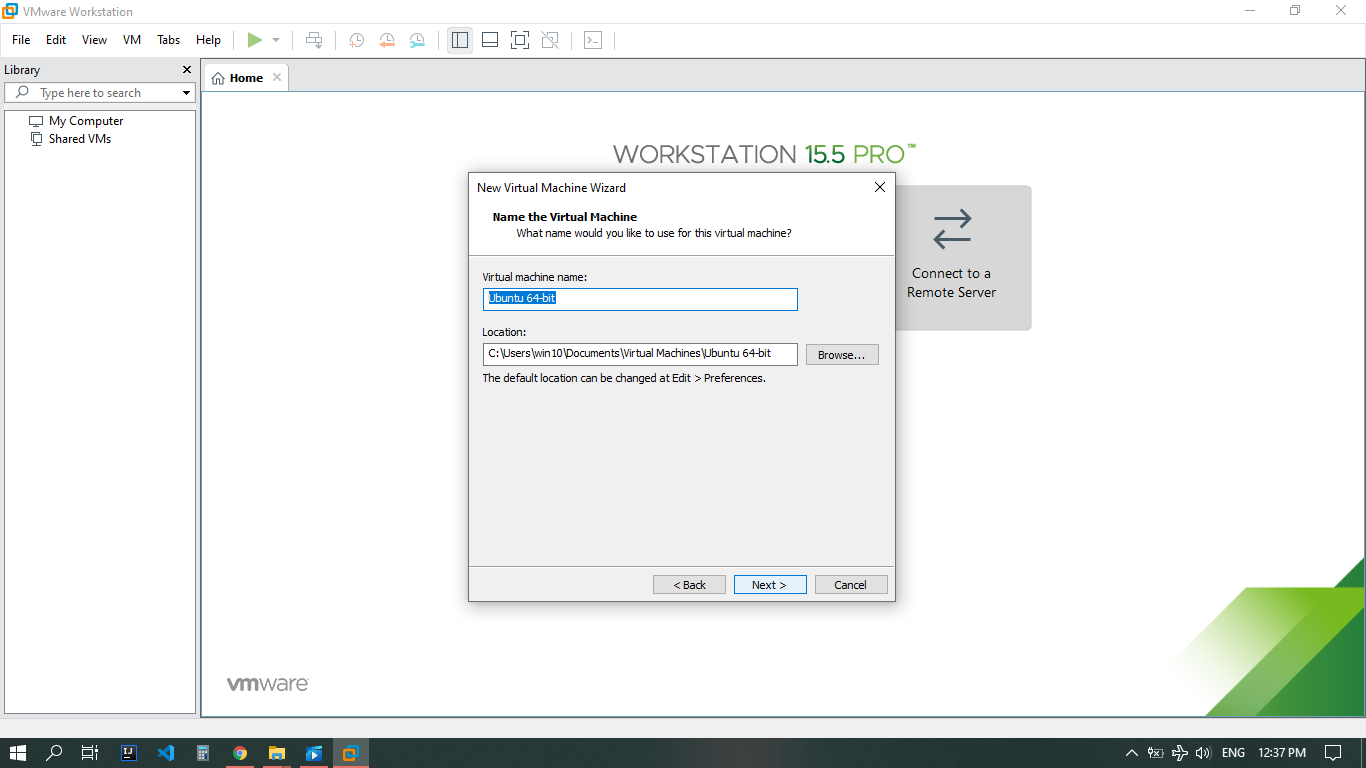 VMware Workstation
File Edit View VM Tabs Help
Library
Type here to search
My Computer
Shared VMs
Home
WORKSTATION 15.5 PRO™
New Virtual Machine Wizard
Name the Virtual Machine
What name would you like to use for this virtual machine?
Virtual machine name:
Ubuntu 64-bit
Location:
C:\Users\win10\Documents\Virtual Machines\Ubuntu 64-bit
Browse...
The default location can be changed at Edit > Preferences.
< Back Next > Cancel
Connect to a
Remote Server
vmware
IJ
ENG 12:37 PM